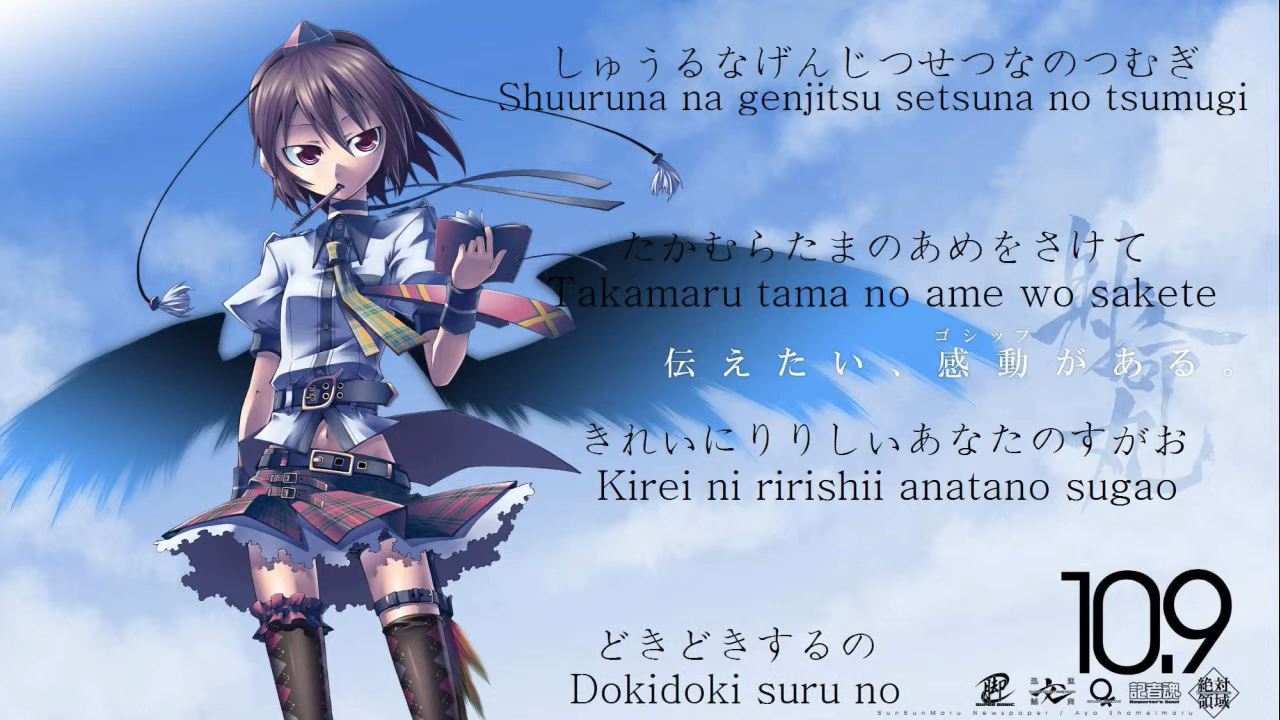 しゅうるなげんじつせつなのつむぎ
Shuuruna na genjitsu setsuna no tsumugi
たかむらたまのあめをさけて
Takamaru tama no ame wo sakete
ゴシップ
伝えたい、感動がある。
きれいにりりしぃあなたのすがお
Kirei ni ririshii anatano sugao
10.9
どきどきするの
Dokidoki suru no
記者魂
Reporter's Soul
絶対領域
BunBunMaru Newspaper / Aya Shameimaru